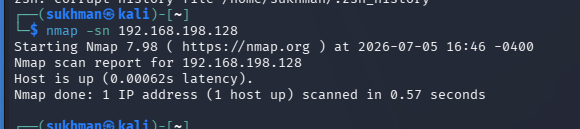 zsh: corrupt history file /home/sukhman/.zsh_history
┌──(sukhman㉿kali)-[~]
└─$ nmap -sn 192.168.198.128
Starting Nmap 7.98 ( https://nmap.org ) at 2026-07-05 16:46 -0400
Nmap scan report for 192.168.198.128
Host is up (0.00062s latency).
Nmap done: 1 IP address (1 host up) scanned in 0.57 seconds
┌──(sukhman㉿kali)-[~]